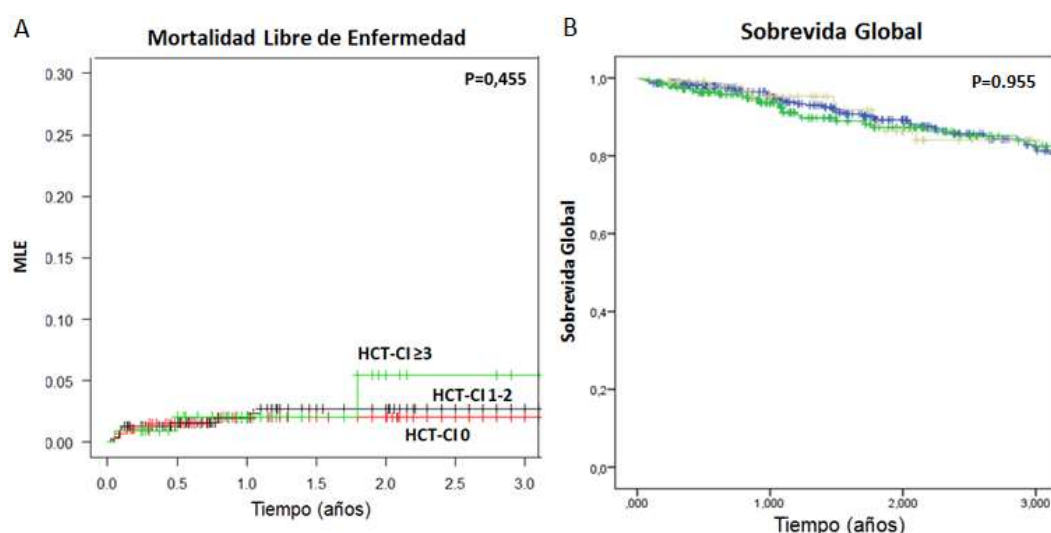 A
Mortalidad Libre de Enfermedad
P=0,455
0.30
0.25
0.20
0.15
0.10
0.05
0.00
MLE
HCT-CI ≥3
HCT-CI 1-2
HCT-CI 0
0.0 0.5 1.0 1.5 2.0 2.5 3.0
Tiempo (años)
B
Sobrevida Global
P=0.955
1,0
0,8
0,6
0,4
0,2
0,0
Sobrevida Global
,000 1,000 2,000 3,000
Tiempo (años)